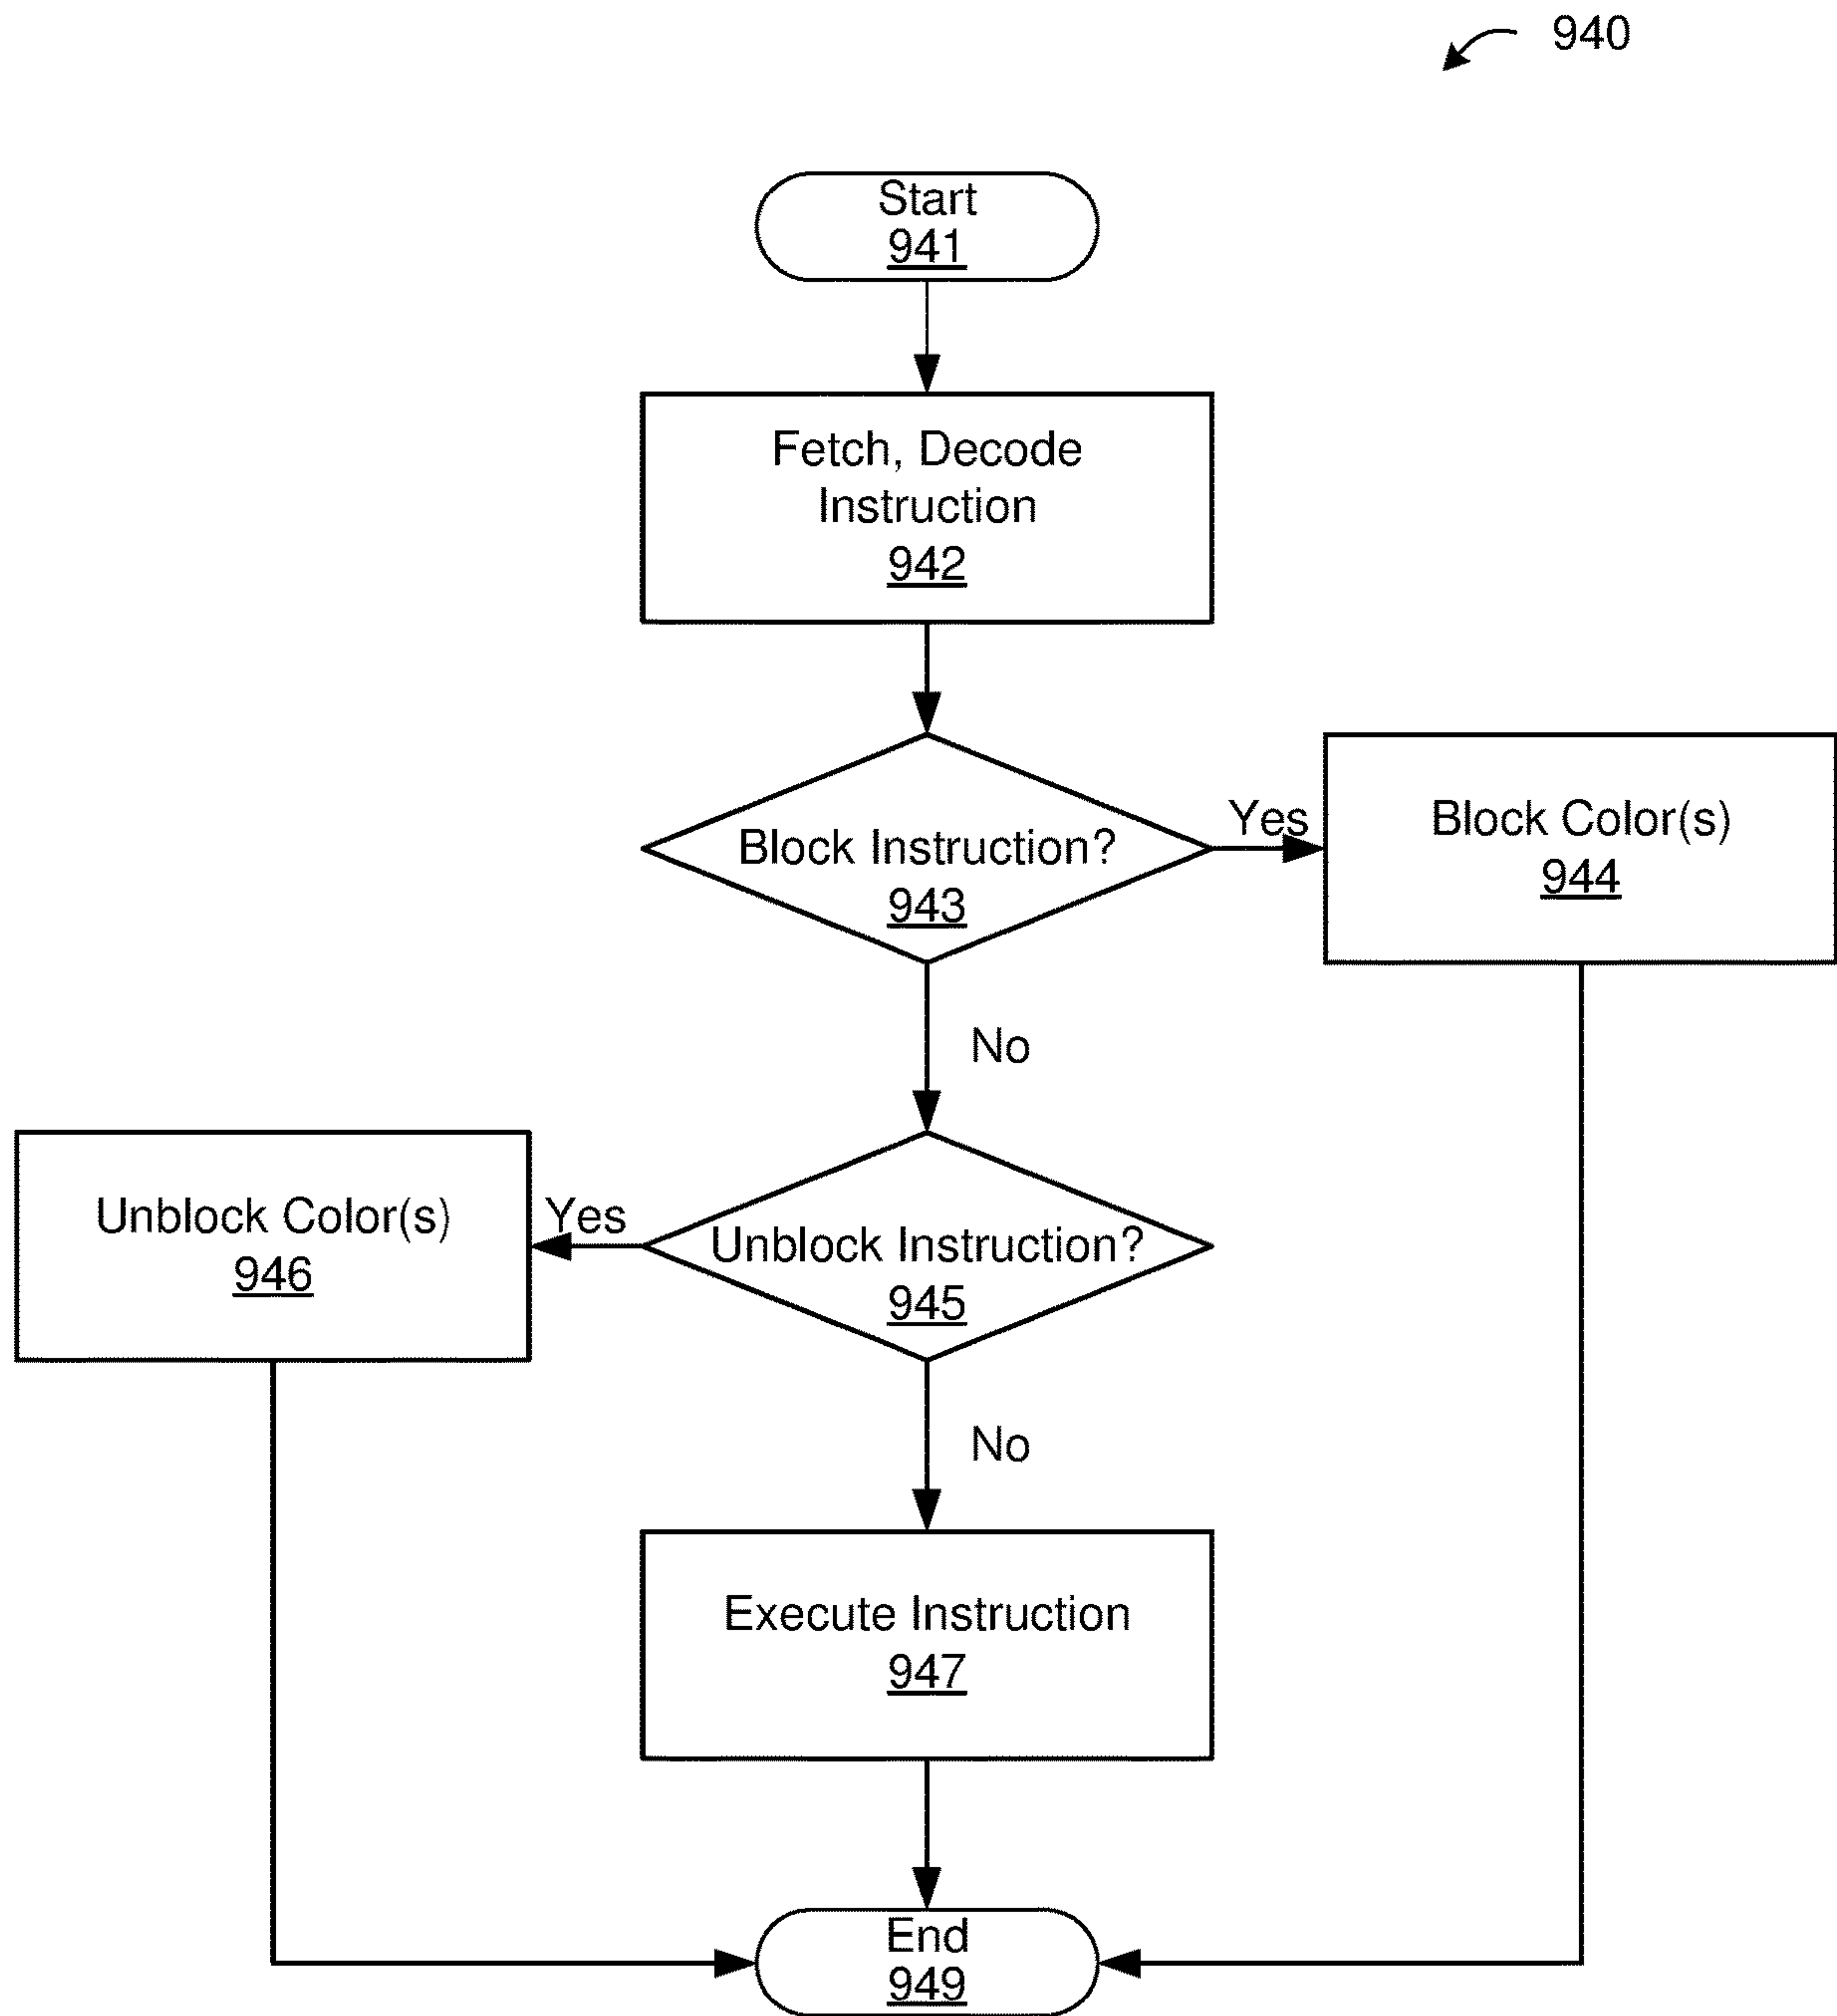 940
Start
941
Fetch, Decode
Instruction
942
Block Instruction?
943
Yes
Block Color(s)
944
No
Unblock Color(s)
946
Yes
Unblock Instruction?
945
No
Execute Instruction
947
End
949